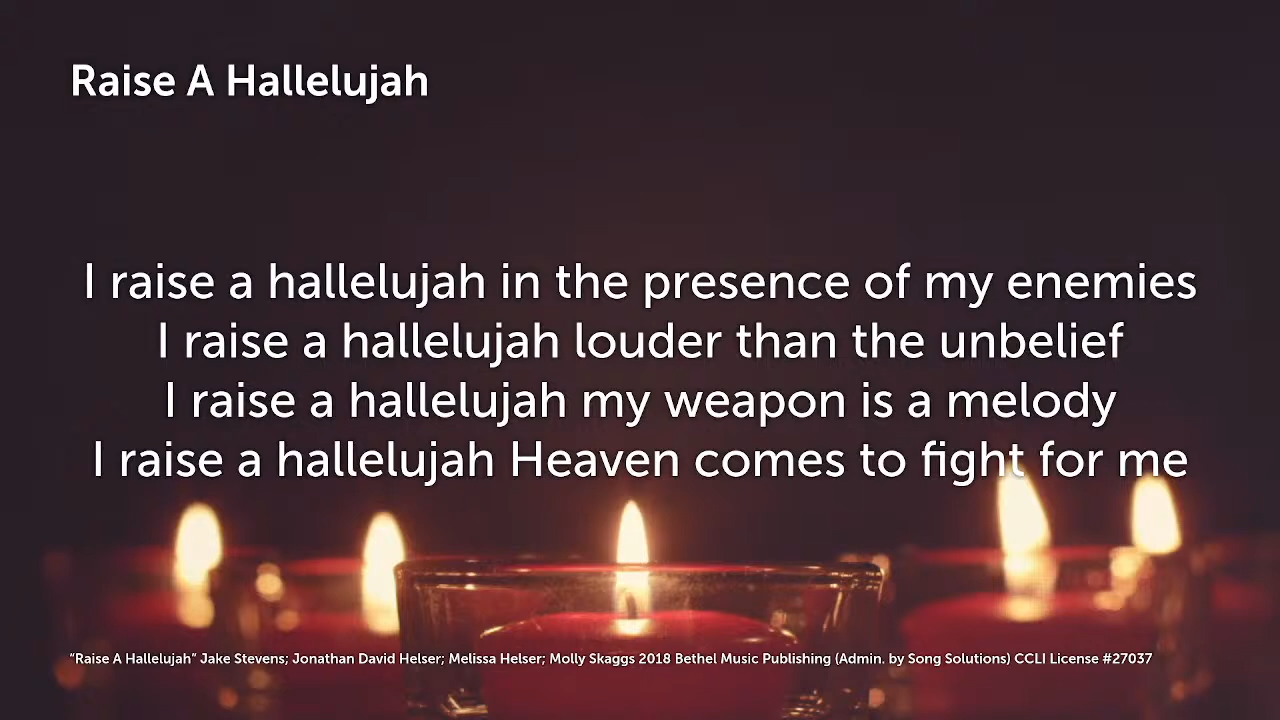 Raise A Hallelujah
I raise a hallelujah in the presence of my enemies
I raise a hallelujah louder than the unbelief
I raise a hallelujah my weapon is a melody
I raise a hallelujah Heaven comes to fight for me
“Raise A Hallelujah” Jake Stevens; Jonathan David Helser; Melissa Helser; Molly Skaggs 2018 Bethel Music Publishing (Admin. by Song Solutions) CCLI License #27037